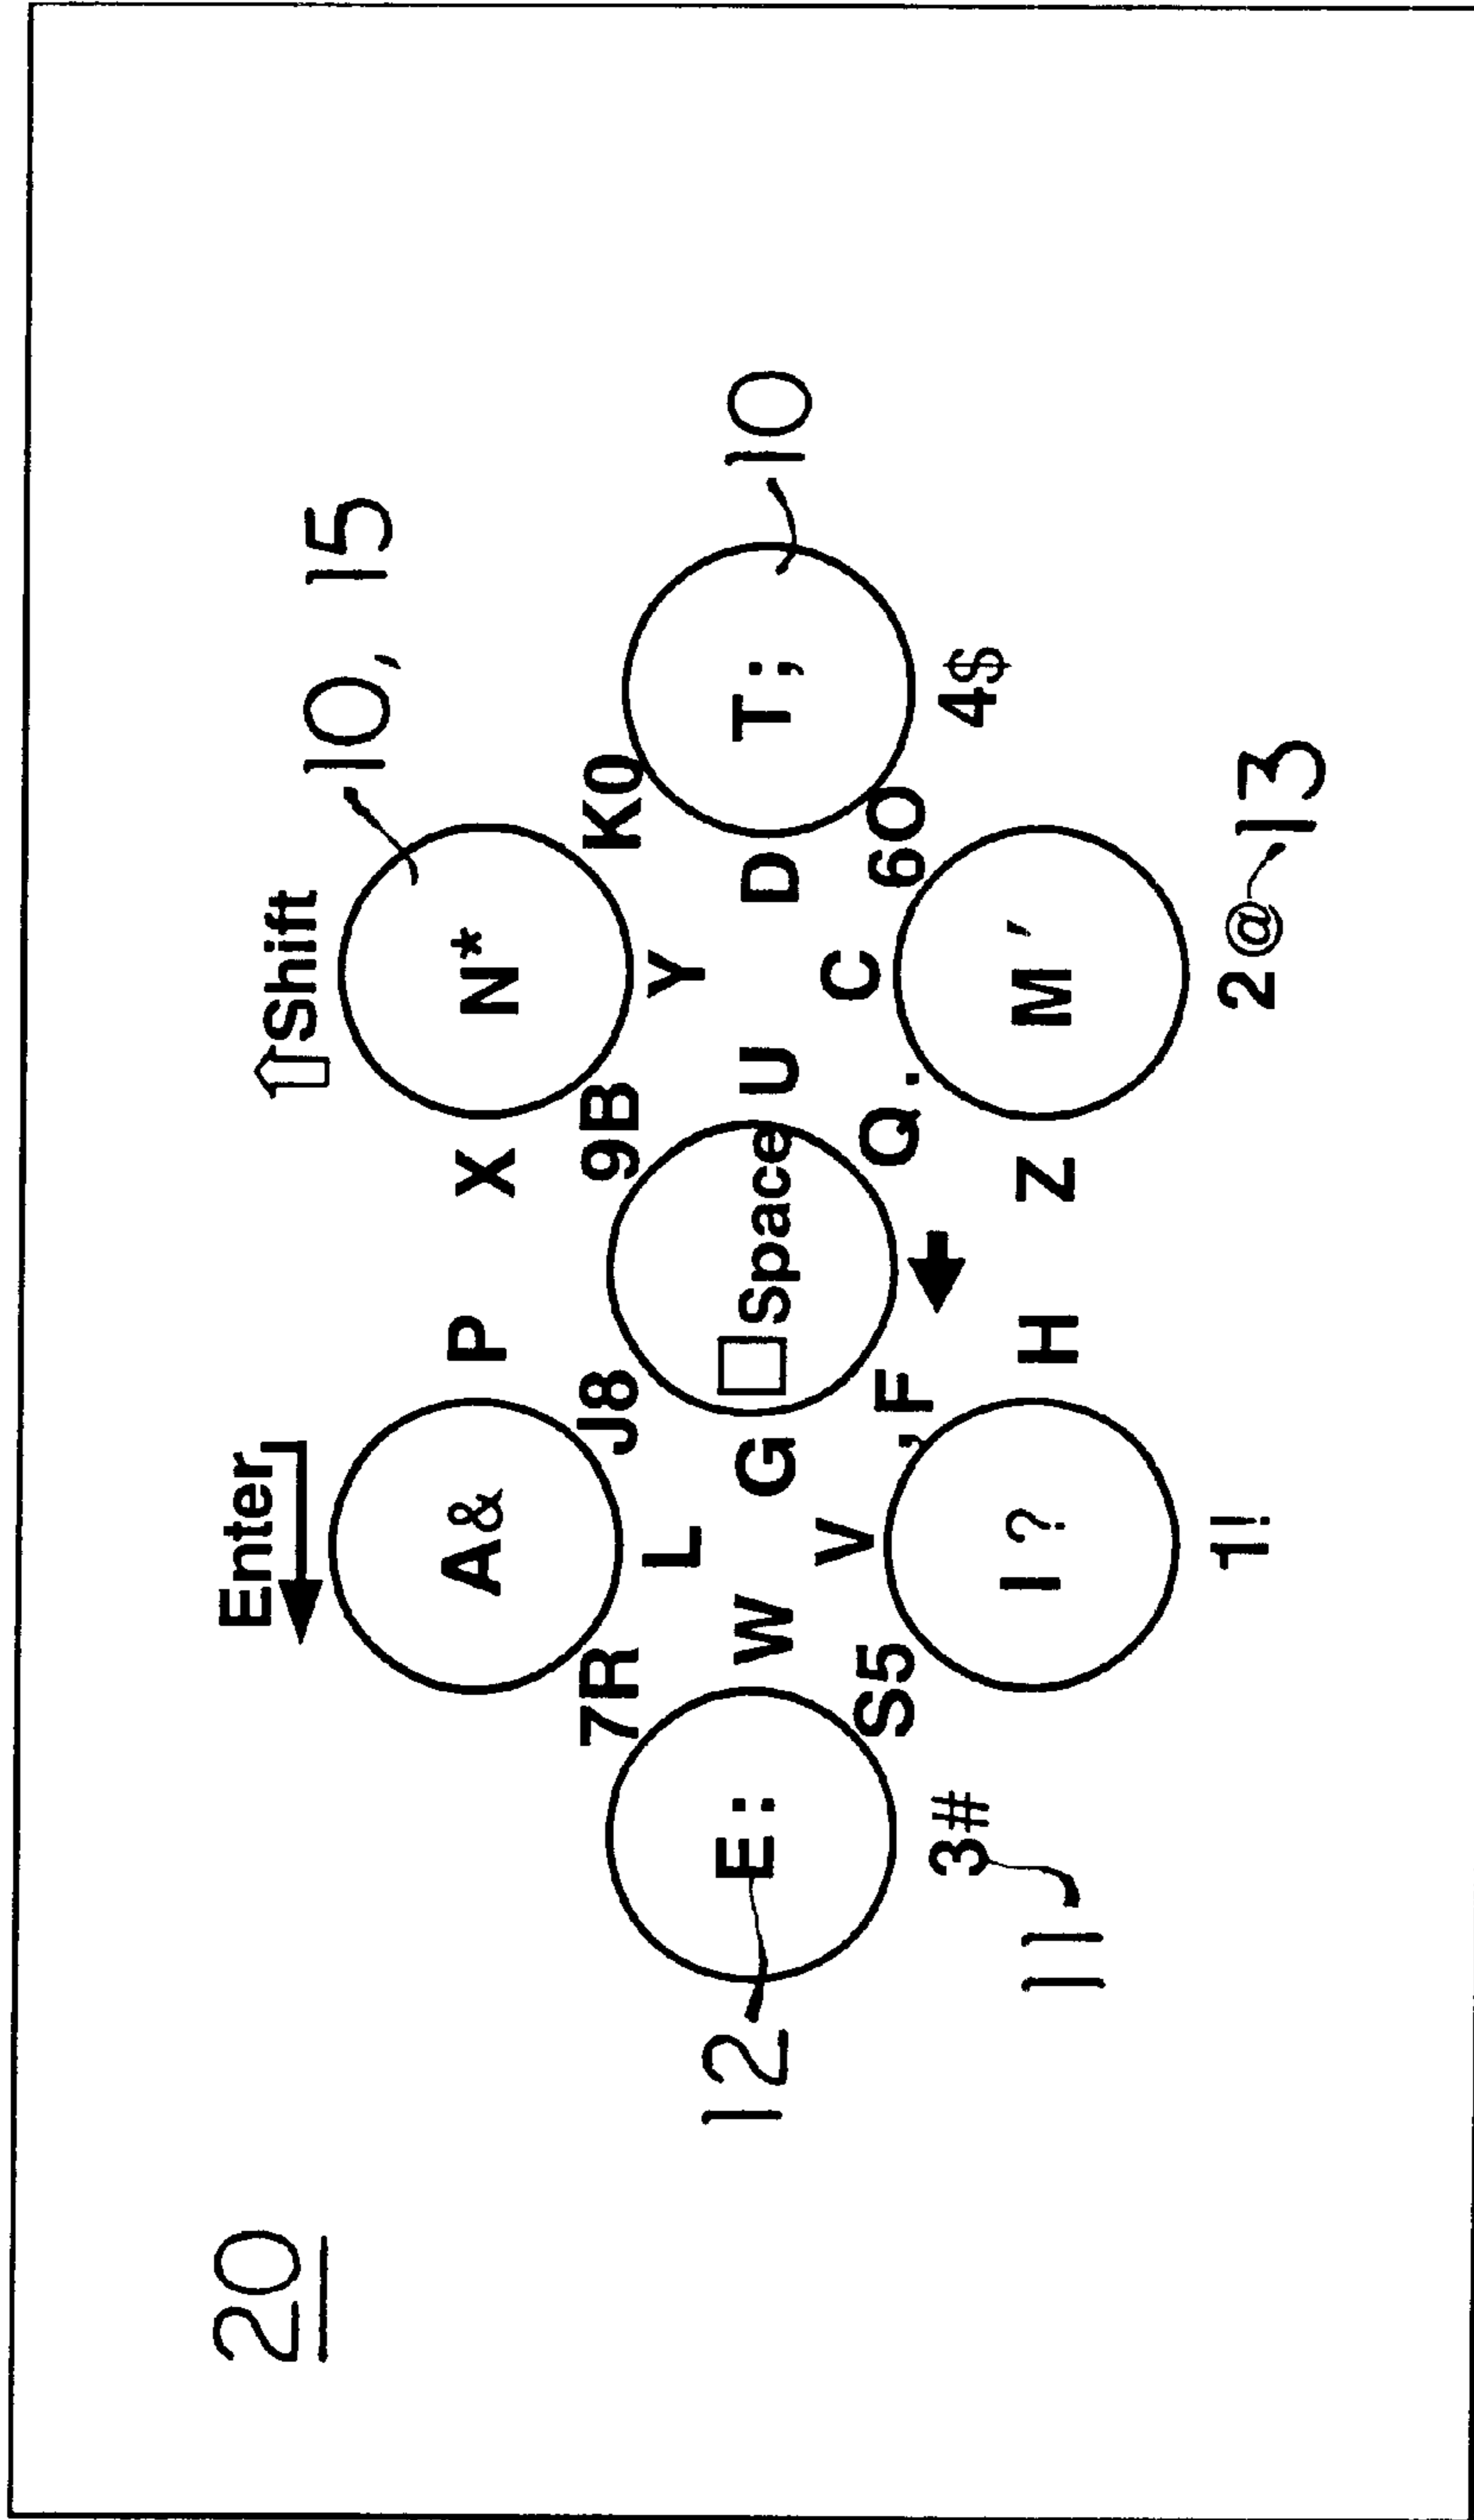 20
Enter ⇧Shift
10, 15
A& P X N*
7R J8 9B K0
L Y
12 E: W G □Space U D T; 10
V C
S5 ,F Q. 6O
3# 4$
11 I? H Z M'
1! 2@ 13